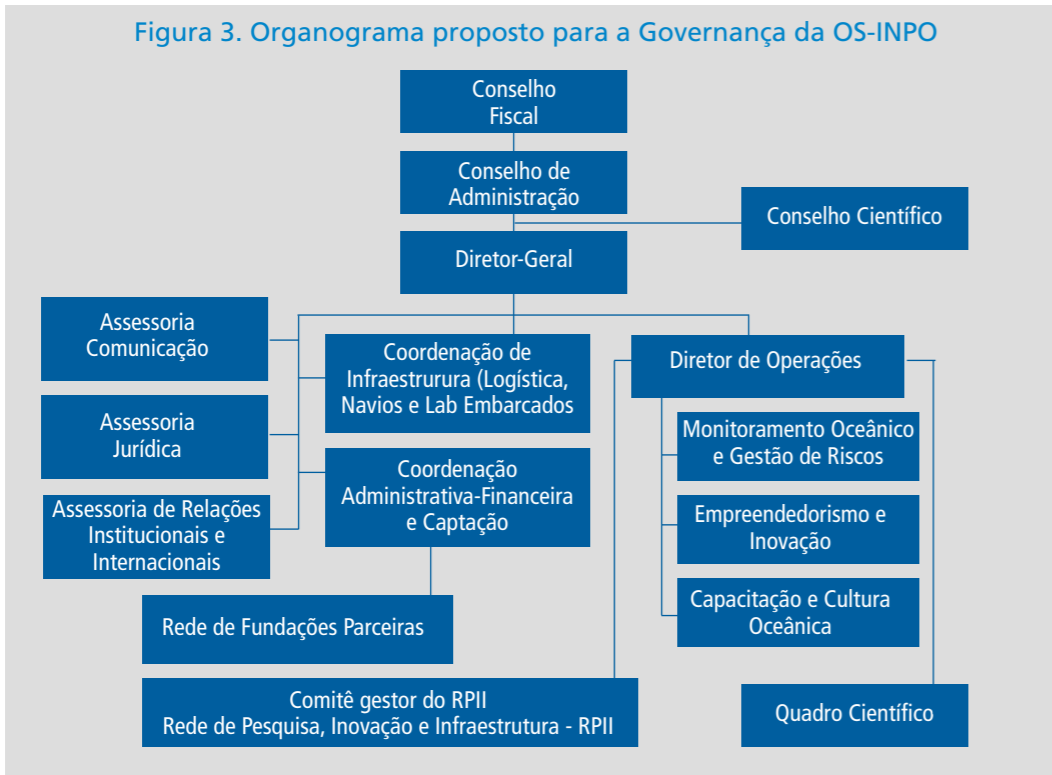 Figura 3. Organograma proposto para a Governança da OS-INPO
Conselho
Fiscal
Conselho de
Administração
Conselho Científico
Diretor-Geral
Assessoria
Comunicação
Coordenação de
Infraestrurura (Logística,
Navios e Lab Embarcados
Diretor de Operações
Assessoria
Jurídica
Monitoramento Oceânico
e Gestão de Riscos
Coordenação
Administrativa-Financeira
e Captação
Assessoria de Relações
Institucionais e
Internacionais
Empreendedorismo e
Inovação
Capacitação e Cultura
Oceânica
Rede de Fundações Parceiras
Comitê gestor do RPII
Rede de Pesquisa, Inovação e Infraestrutura - RPII
Quadro Científico